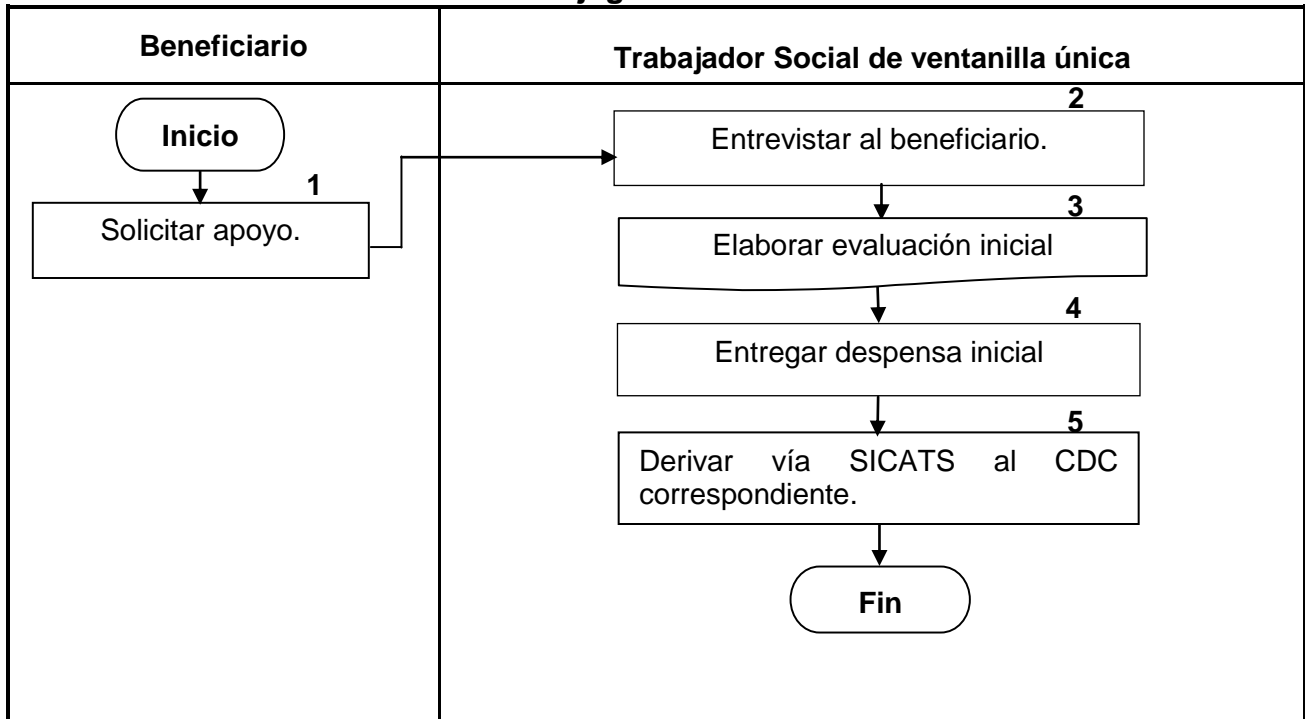 Beneficiario
Trabajador Social de ventanilla única
Inicio
1
Solicitar apoyo.
2
Entrevistar al beneficiario.
3
Elaborar evaluación inicial
4
Entregar despensa inicial
5
Derivar vía SICATS al CDC
correspondiente.
Fin